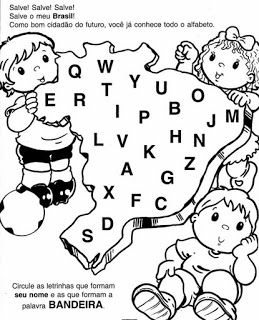 Salve! Salve! Salve!
Salve o meu Brasil!
Como bom cidadão do futuro, você já conhece todo o alfabeto.
Q W
E R T Y U O
I P B J M
L V K H N
A G Z
X F C
S D
Circule as letrinhas que formam
seu nome e as que formam a
palavra BANDEIRA.